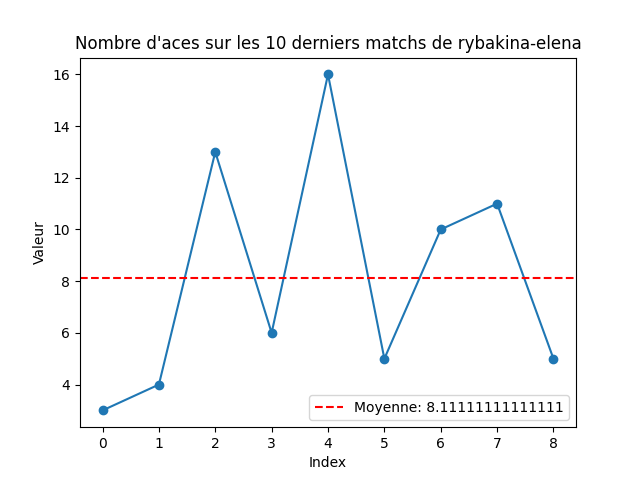 Nombre d'aces sur les 10 derniers matchs de rybakina-elena
16
14
12
10
8
6
4
Valeur
Moyenne: 8.11111111111111
0 1 2 3 4 5 6 7 8
Index